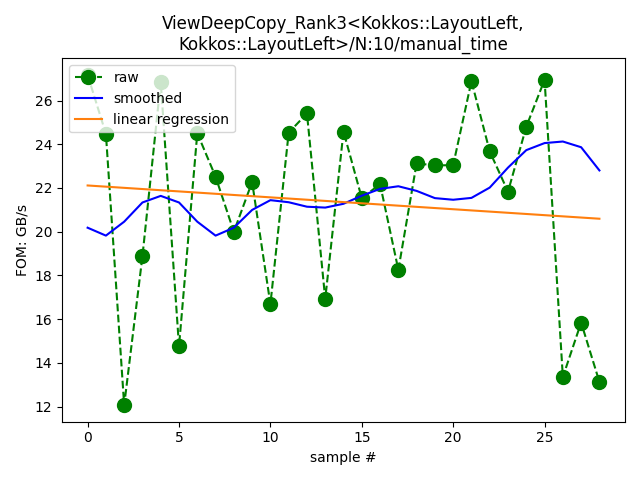 ViewDeepCopy_Rank3<Kokkos::LayoutLeft,
Kokkos::LayoutLeft>/N:10/manual_time
raw
smoothed
linear regression
FOM: GB/s
26
24
22
20
18
16
14
12
0
5
10
15
20
25
sample #